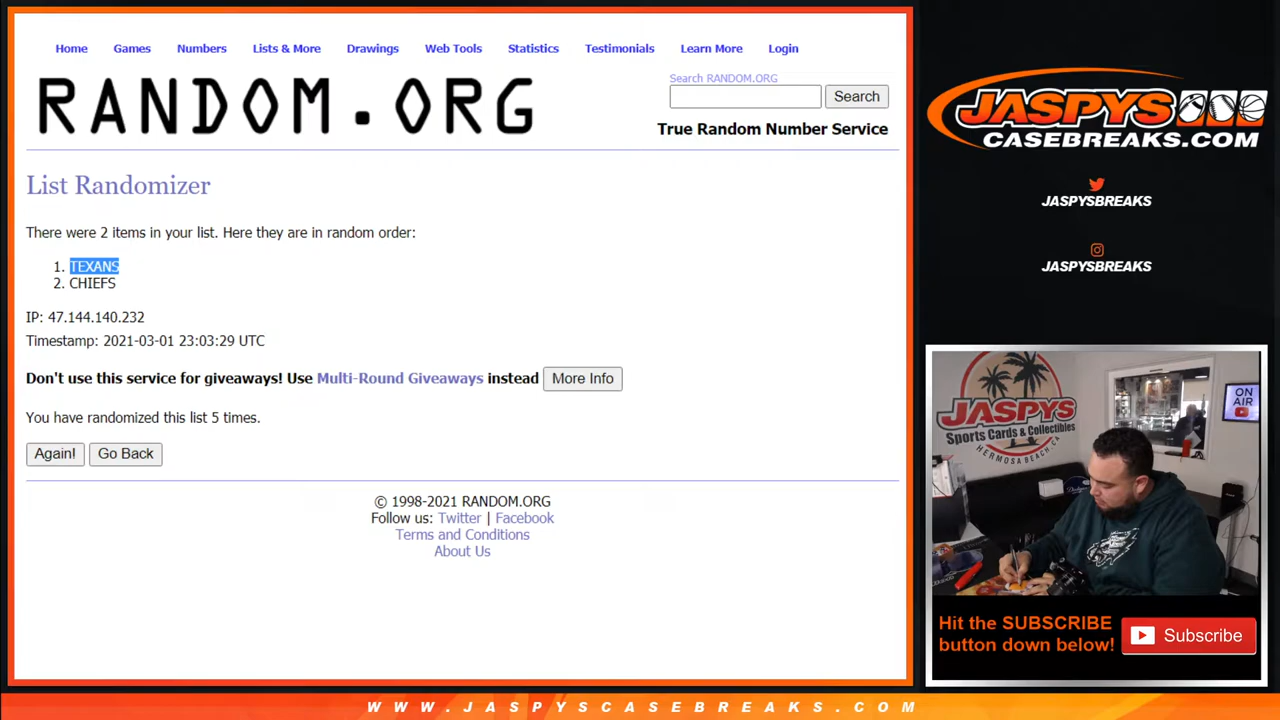 Home Games Numbers Lists & More Drawings Web Tools Statistics Testimonials Learn More Login
RANDOM.ORG
Search RANDOM.ORG
Search
True Random Number Service
List Randomizer
There were 2 items in your list. Here they are in random order:
1. TEXANS
2. CHIEFS
IP: 47.144.140.232
Timestamp: 2021-03-01 23:03:29 UTC
Don't use this service for giveaways! Use Multi-Round Giveaways instead More Info
You have randomized this list 5 times.
Again! Go Back
© 1998-2021 RANDOM.ORG
Follow us: Twitter | Facebook
Terms and Conditions
About Us
JASPYS
CASEBREAKS.COM
JASPYSBREAKS
JASPYSBREAKS
JASPYS
Sports Cards & Collectibles
HERMOSA BEACH, CA
ON
AIR
Hit the SUBSCRIBE
button down below!
Subscribe
WWW.JASPYSCASEBREAKS.COM